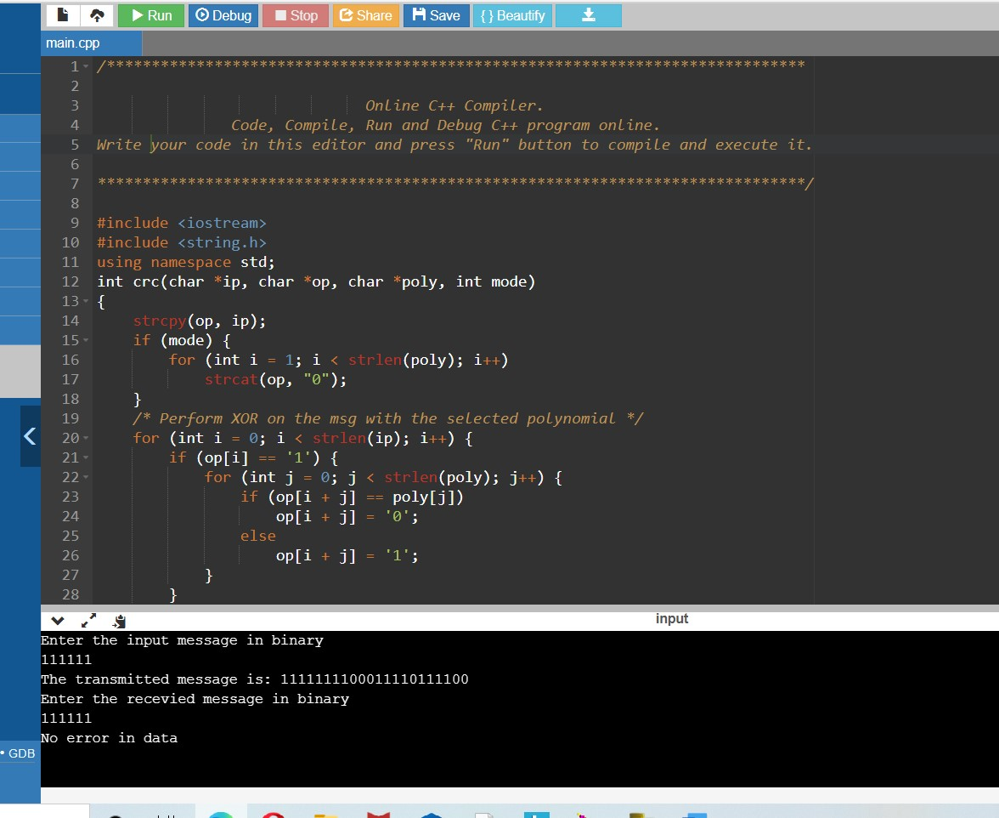 Run Debug Stop Share Save { } Beautify
main.cpp
1 /******************************************************************************
2
3 Online C++ Compiler.
4 Code, Compile, Run and Debug C++ program online.
5 Write your code in this editor and press "Run" button to compile and execute it.
6
7 *******************************************************************************/
8
9 #include <iostream>
10 #include <string.h>
11 using namespace std;
12 int crc(char *ip, char *op, char *poly, int mode)
13 {
14 strcpy(op, ip);
15 if (mode) {
16 for (int i = 1; i < strlen(poly); i++)
17 strcat(op, "0");
18 }
19 /* Perform XOR on the msg with the selected polynomial */
20 for (int i = 0; i < strlen(ip); i++) {
21 if (op[i] == '1') {
22 for (int j = 0; j < strlen(poly); j++) {
23 if (op[i + j] == poly[j])
24 op[i + j] = '0';
25 else
26 op[i + j] = '1';
27 }
28 }
input
Enter the input message in binary
111111
The transmitted message is: 1111111100011110111100
Enter the recevied message in binary
111111
No error in data
• GDB